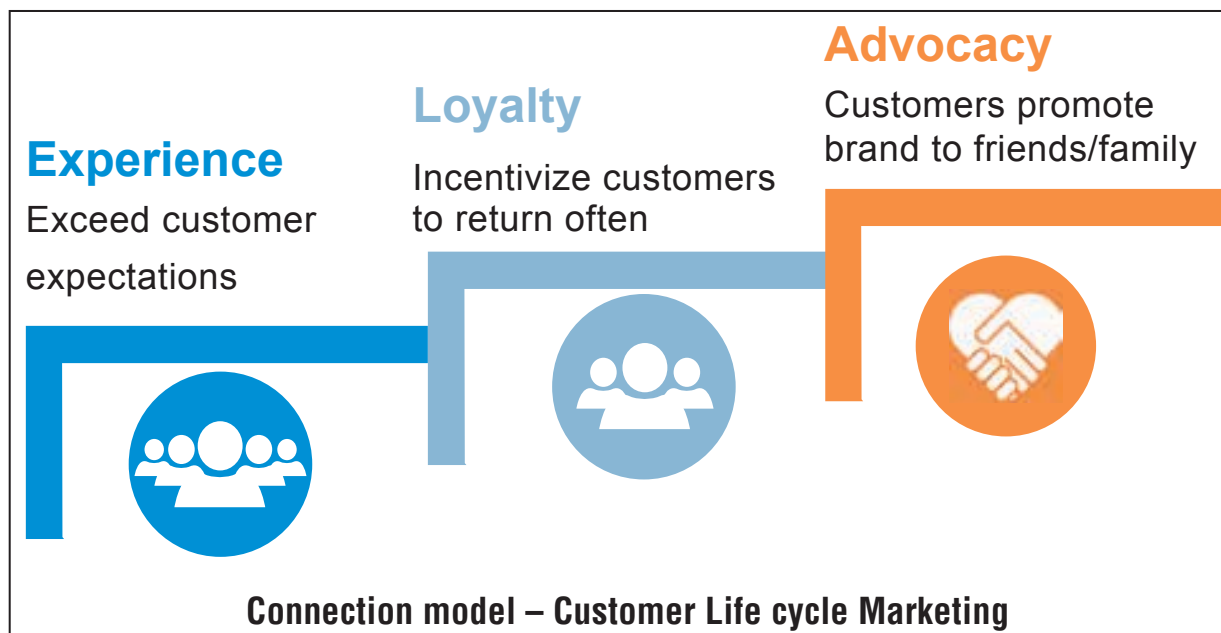 Experience
Exceed customer
expectations
Loyalty
Incentivize customers
to return often
Advocacy
Customers promote
brand to friends/family
Connection model – Customer Life cycle Marketing